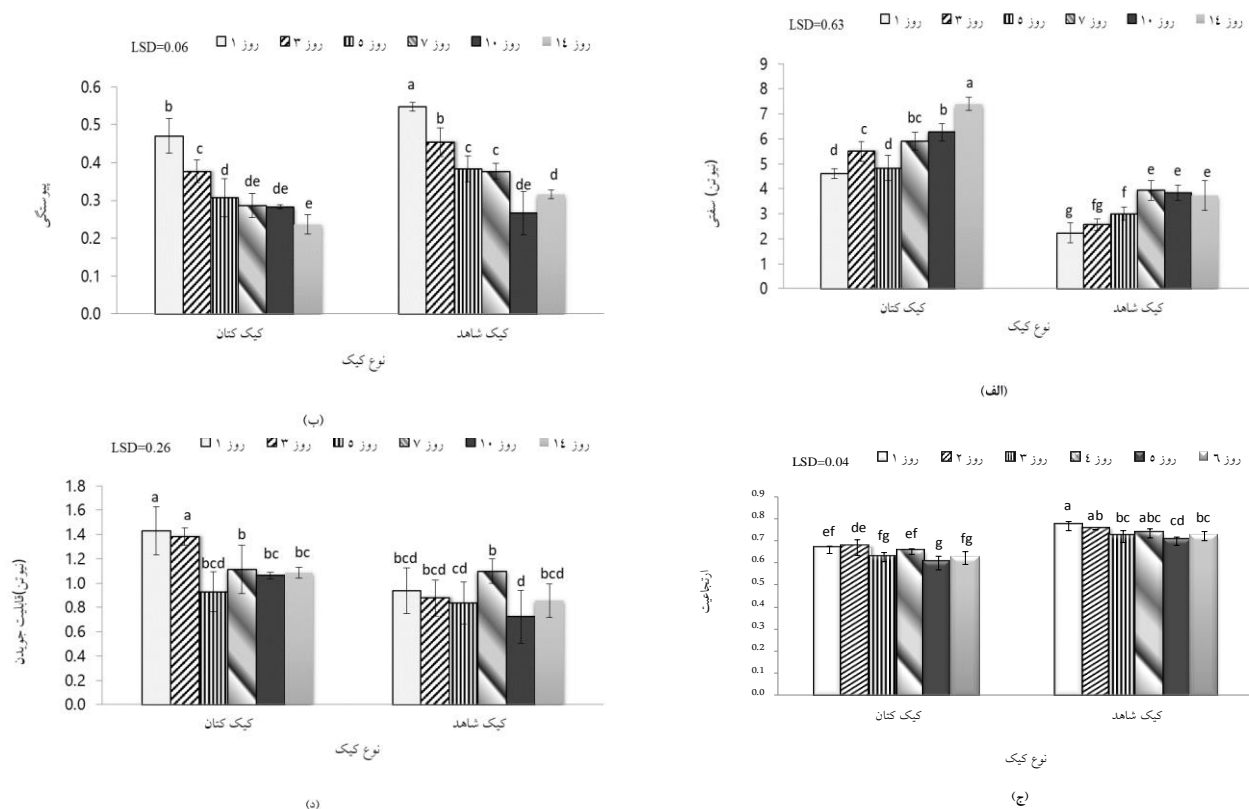 LSD=0.63 روز ۱ روز ۳ روز ۵ روز ۷ روز ۱۰ روز ۱٤
9
8
7
6
5
4
3
2
1
0
سفتی (نیوتن)
d c d bc b a
g fg f e e e
کیک کتان کیک شاهد
نوع کیک
(الف)
LSD=0.06 روز ۱ روز ۳ روز ۵ روز ۷ روز ۱۰ روز ۱٤
0.6
0.5
0.4
0.3
0.2
0.1
0.0
پیوستگی
b c d de de e
a b c c de d
کیک کتان کیک شاهد
نوع کیک
(ب)
LSD=0.04 روز ۱ روز ۲ روز ۳ روز ٤ روز ۵ روز ٦
0.9
0.8
0.7
0.6
0.5
0.4
0.3
0.2
0.1
0.0
ارتجاعیت
ef de fg ef g fg
a ab bc abc cd bc
کیک کتان کیک شاهد
نوع کیک
(ج)
LSD=0.26 روز ۱ روز ۳ روز ۵ روز ۷ روز ۱۰ روز ۱٤
1.8
1.6
1.4
1.2
1.0
0.8
0.6
0.4
0.2
0.0
قابلیت جویدن(نیوتن)
a a bcd b bc bc
bcd bcd cd b d bcd
کیک کتان کیک شاهد
نوع کیک
(د)